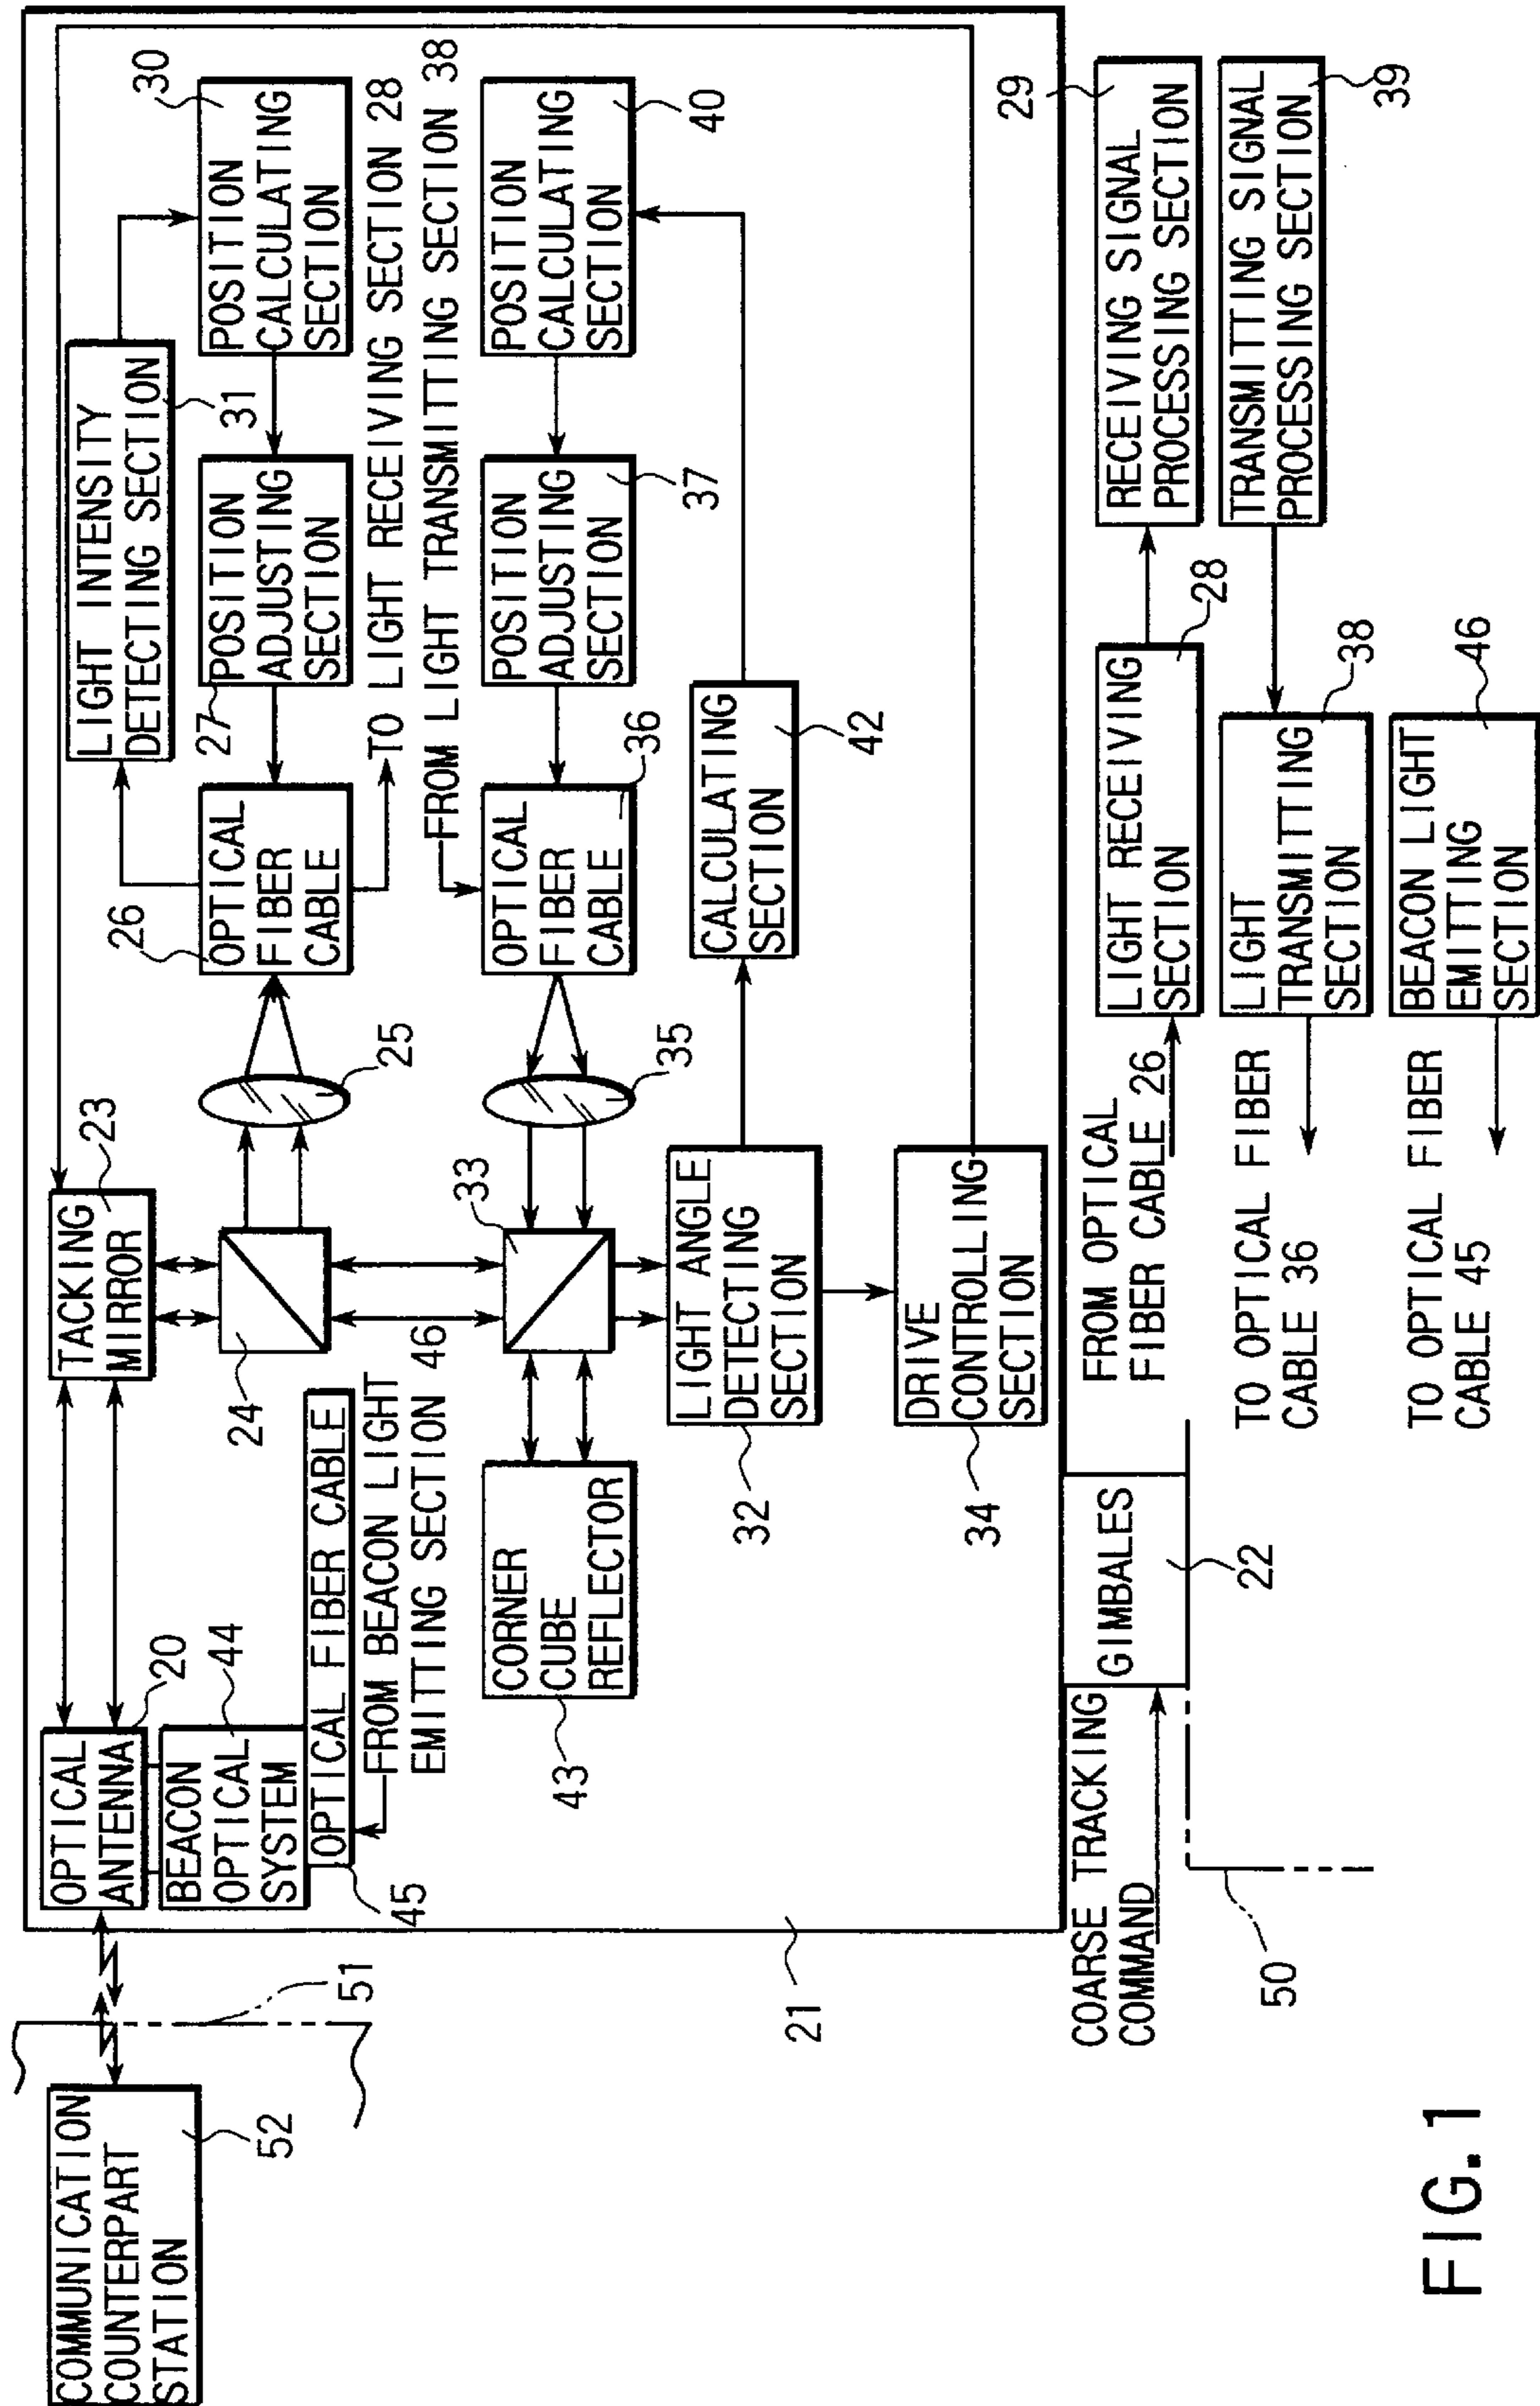 COMMUNICATION
COUNTERPART
STATION
52
51
OPTICAL
ANTENNA
20
BEACON
OPTICAL
SYSTEM
44
OPTICAL FIBER CABLE
45
FROM BEACON LIGHT
EMITTING SECTION 46
TACKING
MIRROR
23
24
25
OPTICAL
FIBER
CABLE
26
LIGHT INTENSITY
DETECTING SECTION
31
POSITION
ADJUSTING
SECTION
27
POSITION
CALCULATING
SECTION
30
TO LIGHT RECEIVING SECTION 28
FROM LIGHT TRANSMITTING SECTION 38
CORNER
CUBE
REFLECTOR
43
33
35
OPTICAL
FIBER
CABLE
36
POSITION
ADJUSTING
SECTION
37
POSITION
CALCULATING
SECTION
40
LIGHT ANGLE
DETECTING
SECTION
32
CALCULATING
SECTION
42
DRIVE
CONTROLLING
SECTION
34
21
COARSE TRACKING
COMMAND
GIMBALES
22
50
FROM OPTICAL
FIBER CABLE 26
LIGHT RECEIVING
SECTION
28
RECEIVING SIGNAL
PROCESSING SECTION
29
TO OPTICAL FIBER
CABLE 36
LIGHT
TRANSMITTING
SECTION
38
TRANSMITTING SIGNAL
PROCESSING SECTION
39
TO OPTICAL FIBER
CABLE 45
BEACON LIGHT
EMITTING
SECTION
46
FIG.1